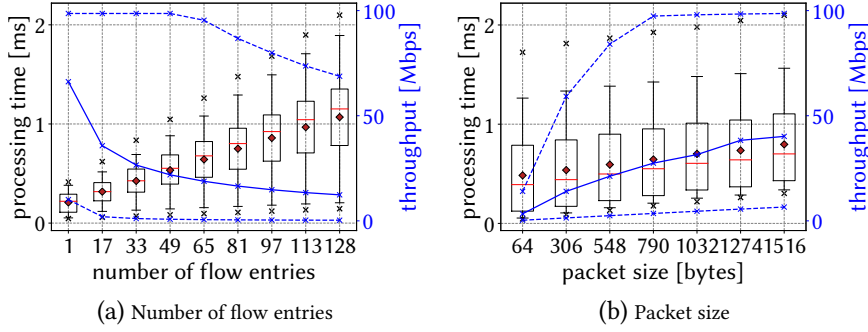 2
1
0
processing time [ms]
100
50
0
throughput [Mbps]
1 17 33 49 65 81 97 113 128
number of flow entries
(a) Number of flow entries
2
1
0
processing time [ms]
100
50
0
throughput [Mbps]
64 306 548 790 1032 1274 1516
packet size [bytes]
(b) Packet size